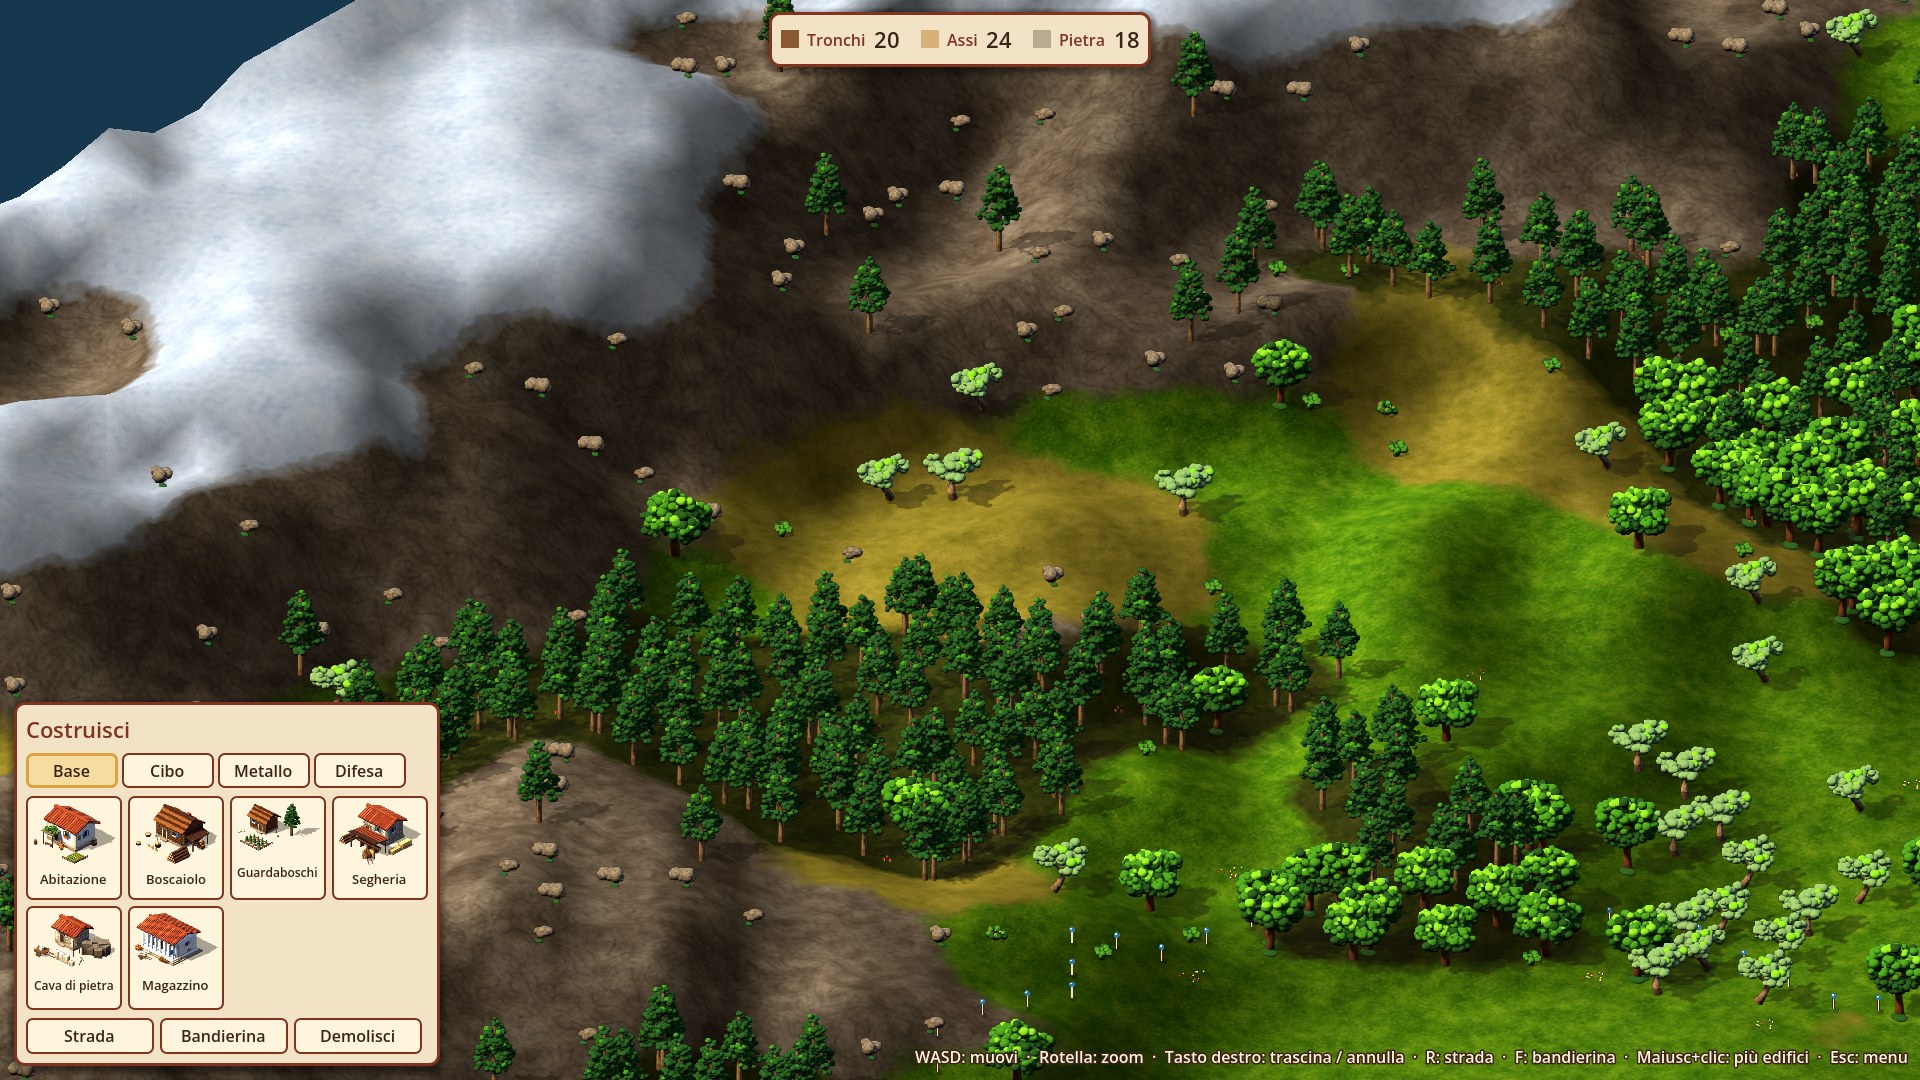 Tronchi 20 Assi 24 Pietra 18
Costruisci
Base Cibo Metallo Difesa
Abitazione Boscaiolo Guardaboschi Segheria
Cava di pietra Magazzino
Strada Bandierina Demolisci
WASD: muovi · Rotella: zoom · Tasto destro: trascina / annulla · R: strada · F: bandierina · Maiusc+clic: più edifici · Esc: menu